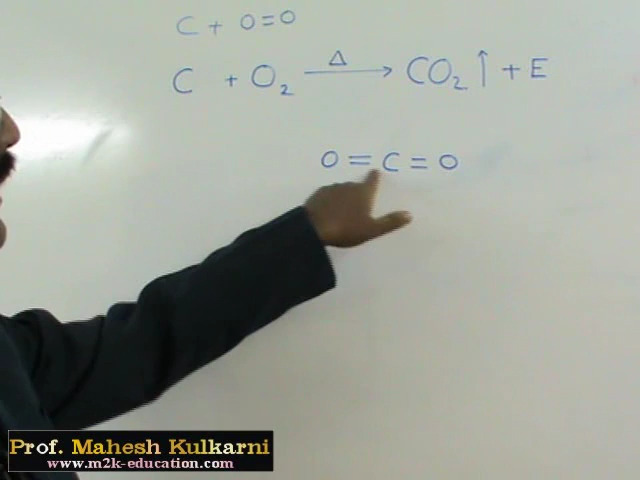 C + O=O
C + O₂ —Δ→ CO₂↑ + E
O = C = O
Prof. Mahesh Kulkarni
www.m2k-education.com